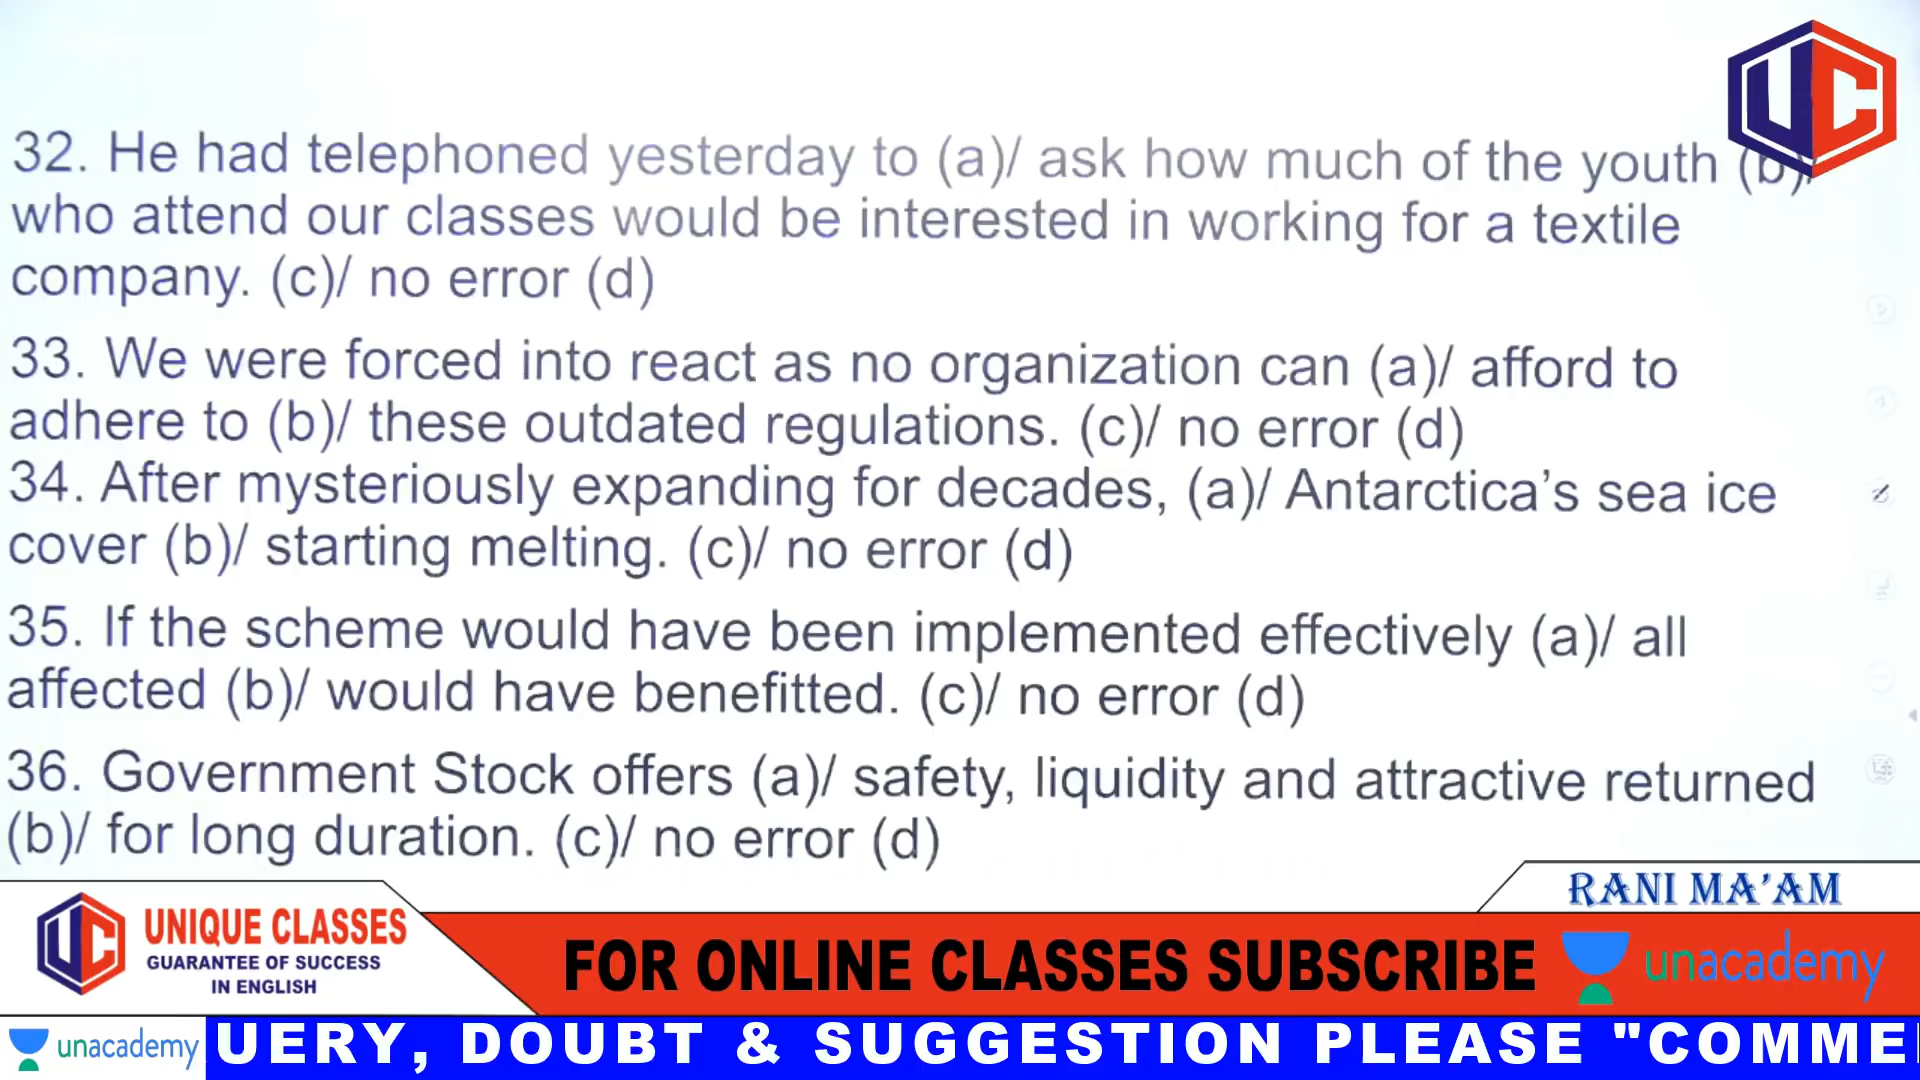 UC
32. He had telephoned yesterday to (a)/ ask how much of the youth (b)/
who attend our classes would be interested in working for a textile
company. (c)/ no error (d)
33. We were forced into react as no organization can (a)/ afford to
adhere to (b)/ these outdated regulations. (c)/ no error (d)
34. After mysteriously expanding for decades, (a)/ Antarctica's sea ice
cover (b)/ starting melting. (c)/ no error (d)
35. If the scheme would have been implemented effectively (a)/ all
affected (b)/ would have benefitted. (c)/ no error (d)
36. Government Stock offers (a)/ safety, liquidity and attractive returned
(b)/ for long duration. (c)/ no error (d)
RANI MA'AM
UC UNIQUE CLASSES
GUARANTEE OF SUCCESS
IN ENGLISH
FOR ONLINE CLASSES SUBSCRIBE unacademy
unacademy UERY, DOUBT & SUGGESTION PLEASE "COMME